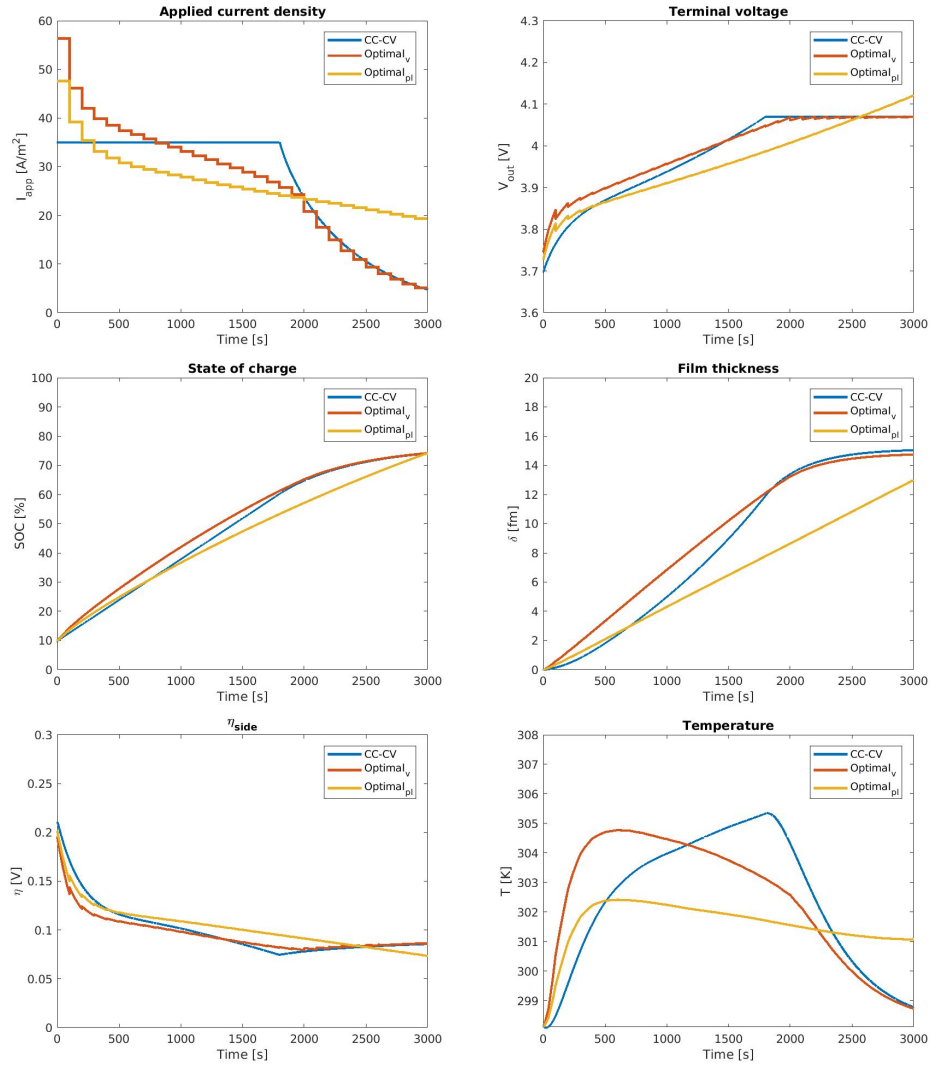 Applied current density
60
50
40
30
20
10
0
I_app [A/m²]
0 500 1000 1500 2000 2500 3000
Time [s]
CC-CV
Optimal_v
Optimal_pl
Terminal voltage
4.3
4.2
4.1
4
3.9
3.8
3.7
3.6
V_out [V]
0 500 1000 1500 2000 2500 3000
Time [s]
CC-CV
Optimal_v
Optimal_pl
State of charge
100
90
80
70
60
50
40
30
20
10
0
SOC [%]
0 500 1000 1500 2000 2500 3000
Time [s]
CC-CV
Optimal_v
Optimal_pl
Film thickness
20
18
16
14
12
10
8
6
4
2
0
δ [fm]
0 500 1000 1500 2000 2500 3000
Time [s]
CC-CV
Optimal_v
Optimal_pl
η_side
0.3
0.25
0.2
0.15
0.1
0.05
0
η [V]
0 500 1000 1500 2000 2500 3000
Time [s]
CC-CV
Optimal_v
Optimal_pl
Temperature
308
307
306
305
304
303
302
301
300
299
T [K]
0 500 1000 1500 2000 2500 3000
Time [s]
CC-CV
Optimal_v
Optimal_pl